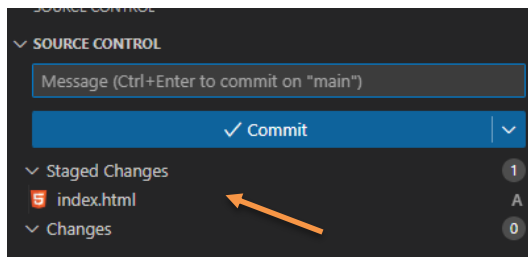 SOURCE CONTROL
SOURCE CONTROL
Message (Ctrl+Enter to commit on "main")
Commit
Staged Changes 1
index.html A
Changes 0